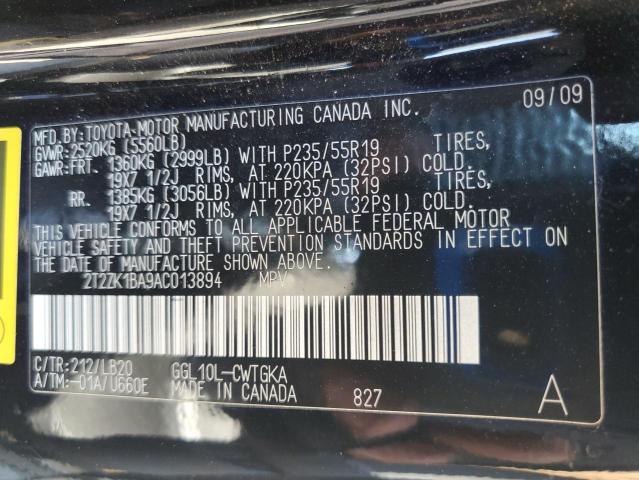 09/09
MFD. BY:TOYOTA-MOTOR MANUFACTURING CANADA INC.
GVWR:2520KG (5560LB)
GAWR:FRT. 1360KG (2999LB) WITH P235/55R19 TIRES,
19X7 1/2J RIMS, AT 220KPA (32PSI) COLD.
RR. 1385KG (3056LB) WITH P235/55R19 TIRES,
19X7 1/2J RIMS, AT 220KPA (32PSI) COLD.
THIS VEHICLE CONFORMS TO ALL APPLICABLE FEDERAL MOTOR
VEHICLE SAFETY AND THEFT PREVENTION STANDARDS IN EFFECT ON
THE DATE OF MANUFACTURE SHOWN ABOVE.
2T2ZK1BA9AC013894 MPV
C/TR:212/LB20 GGL10L-CWTGKA
A/TM:-01A/U660E MADE IN CANADA 827 A